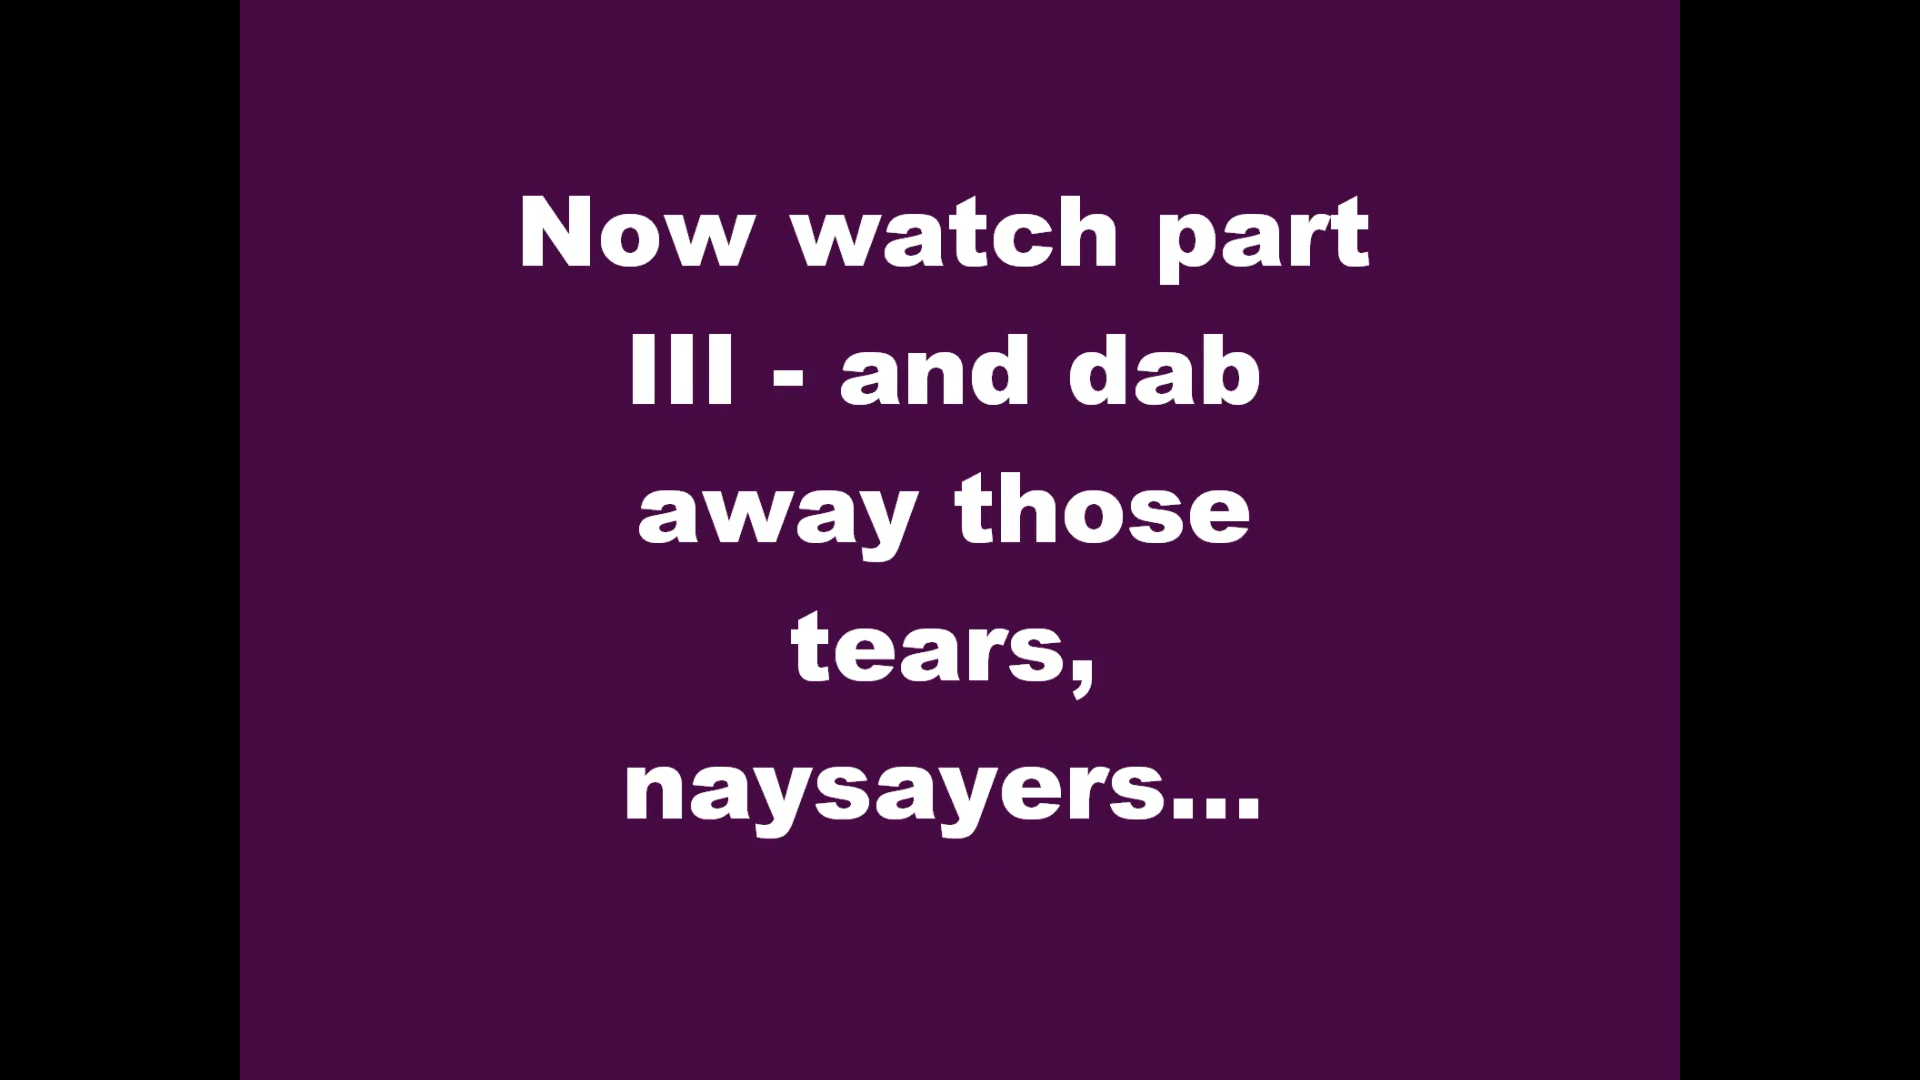 Now watch part
III - and dab
away those
tears,
naysayers...